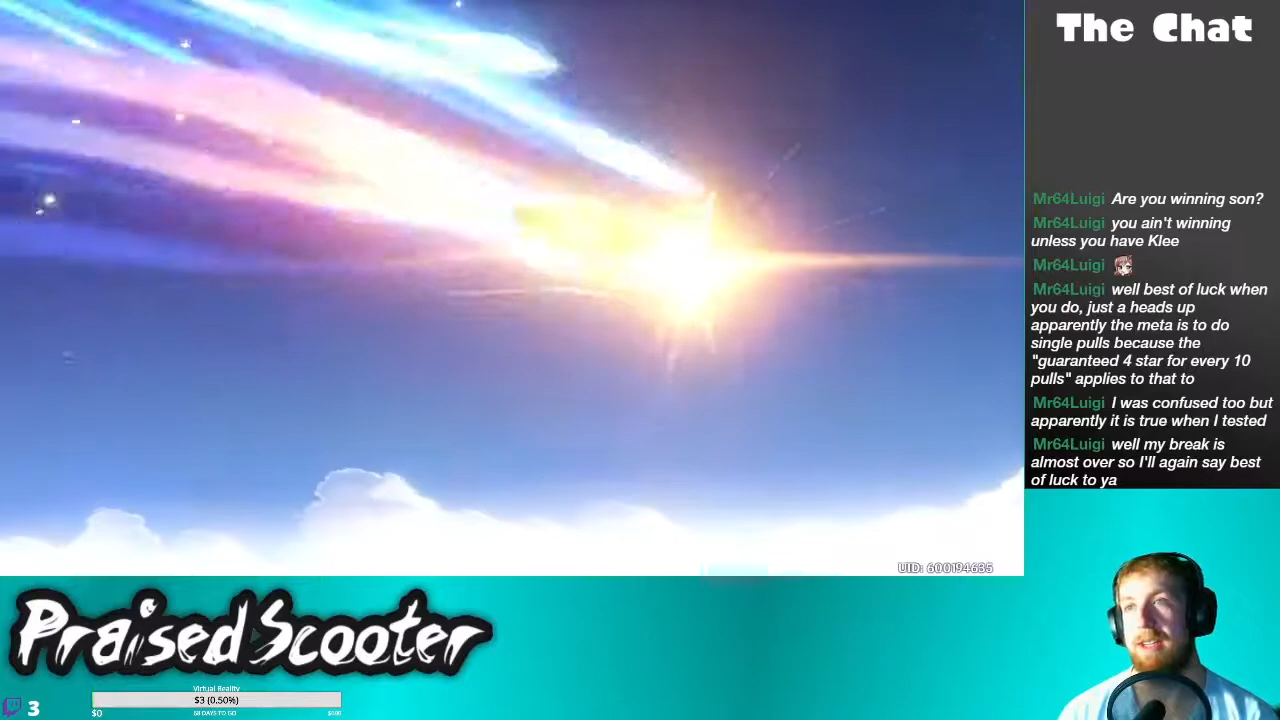 The Chat
Mr64Luigi Are you winning son?
Mr64Luigi you ain't winning
unless you have Klee
Mr64Luigi
Mr64Luigi well best of luck when
you do, just a heads up
apparently the meta is to do
single pulls because the
"guaranteed 4 star for every 10
pulls" applies to that to
Mr64Luigi I was confused too but
apparently it is true when I tested
Mr64Luigi well my break is
almost over so I'll again say best
of luck to ya
UID: 600194635
PraisedScooter
Virtual Reality
$3 (0.50%)
3
$0
68 DAYS TO GO